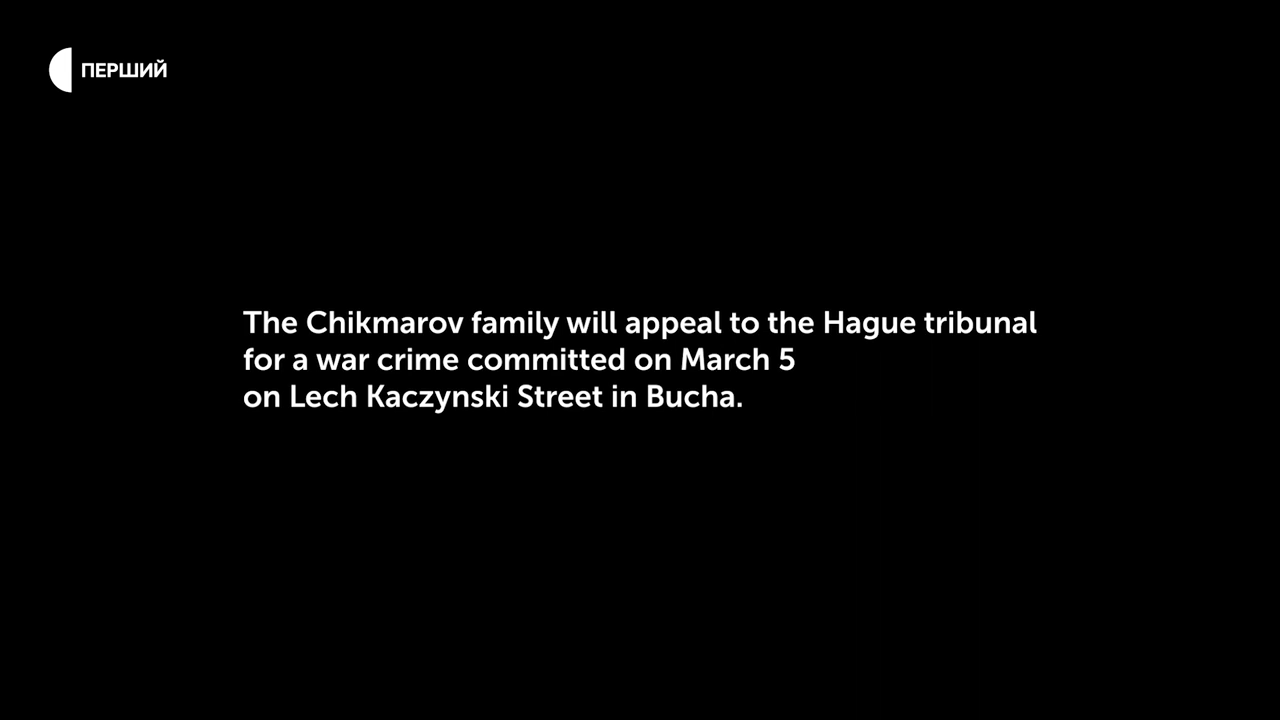 ПЕРШИЙ
The Chikmarov family will appeal to the Hague tribunal
for a war crime committed on March 5
on Lech Kaczynski Street in Bucha.